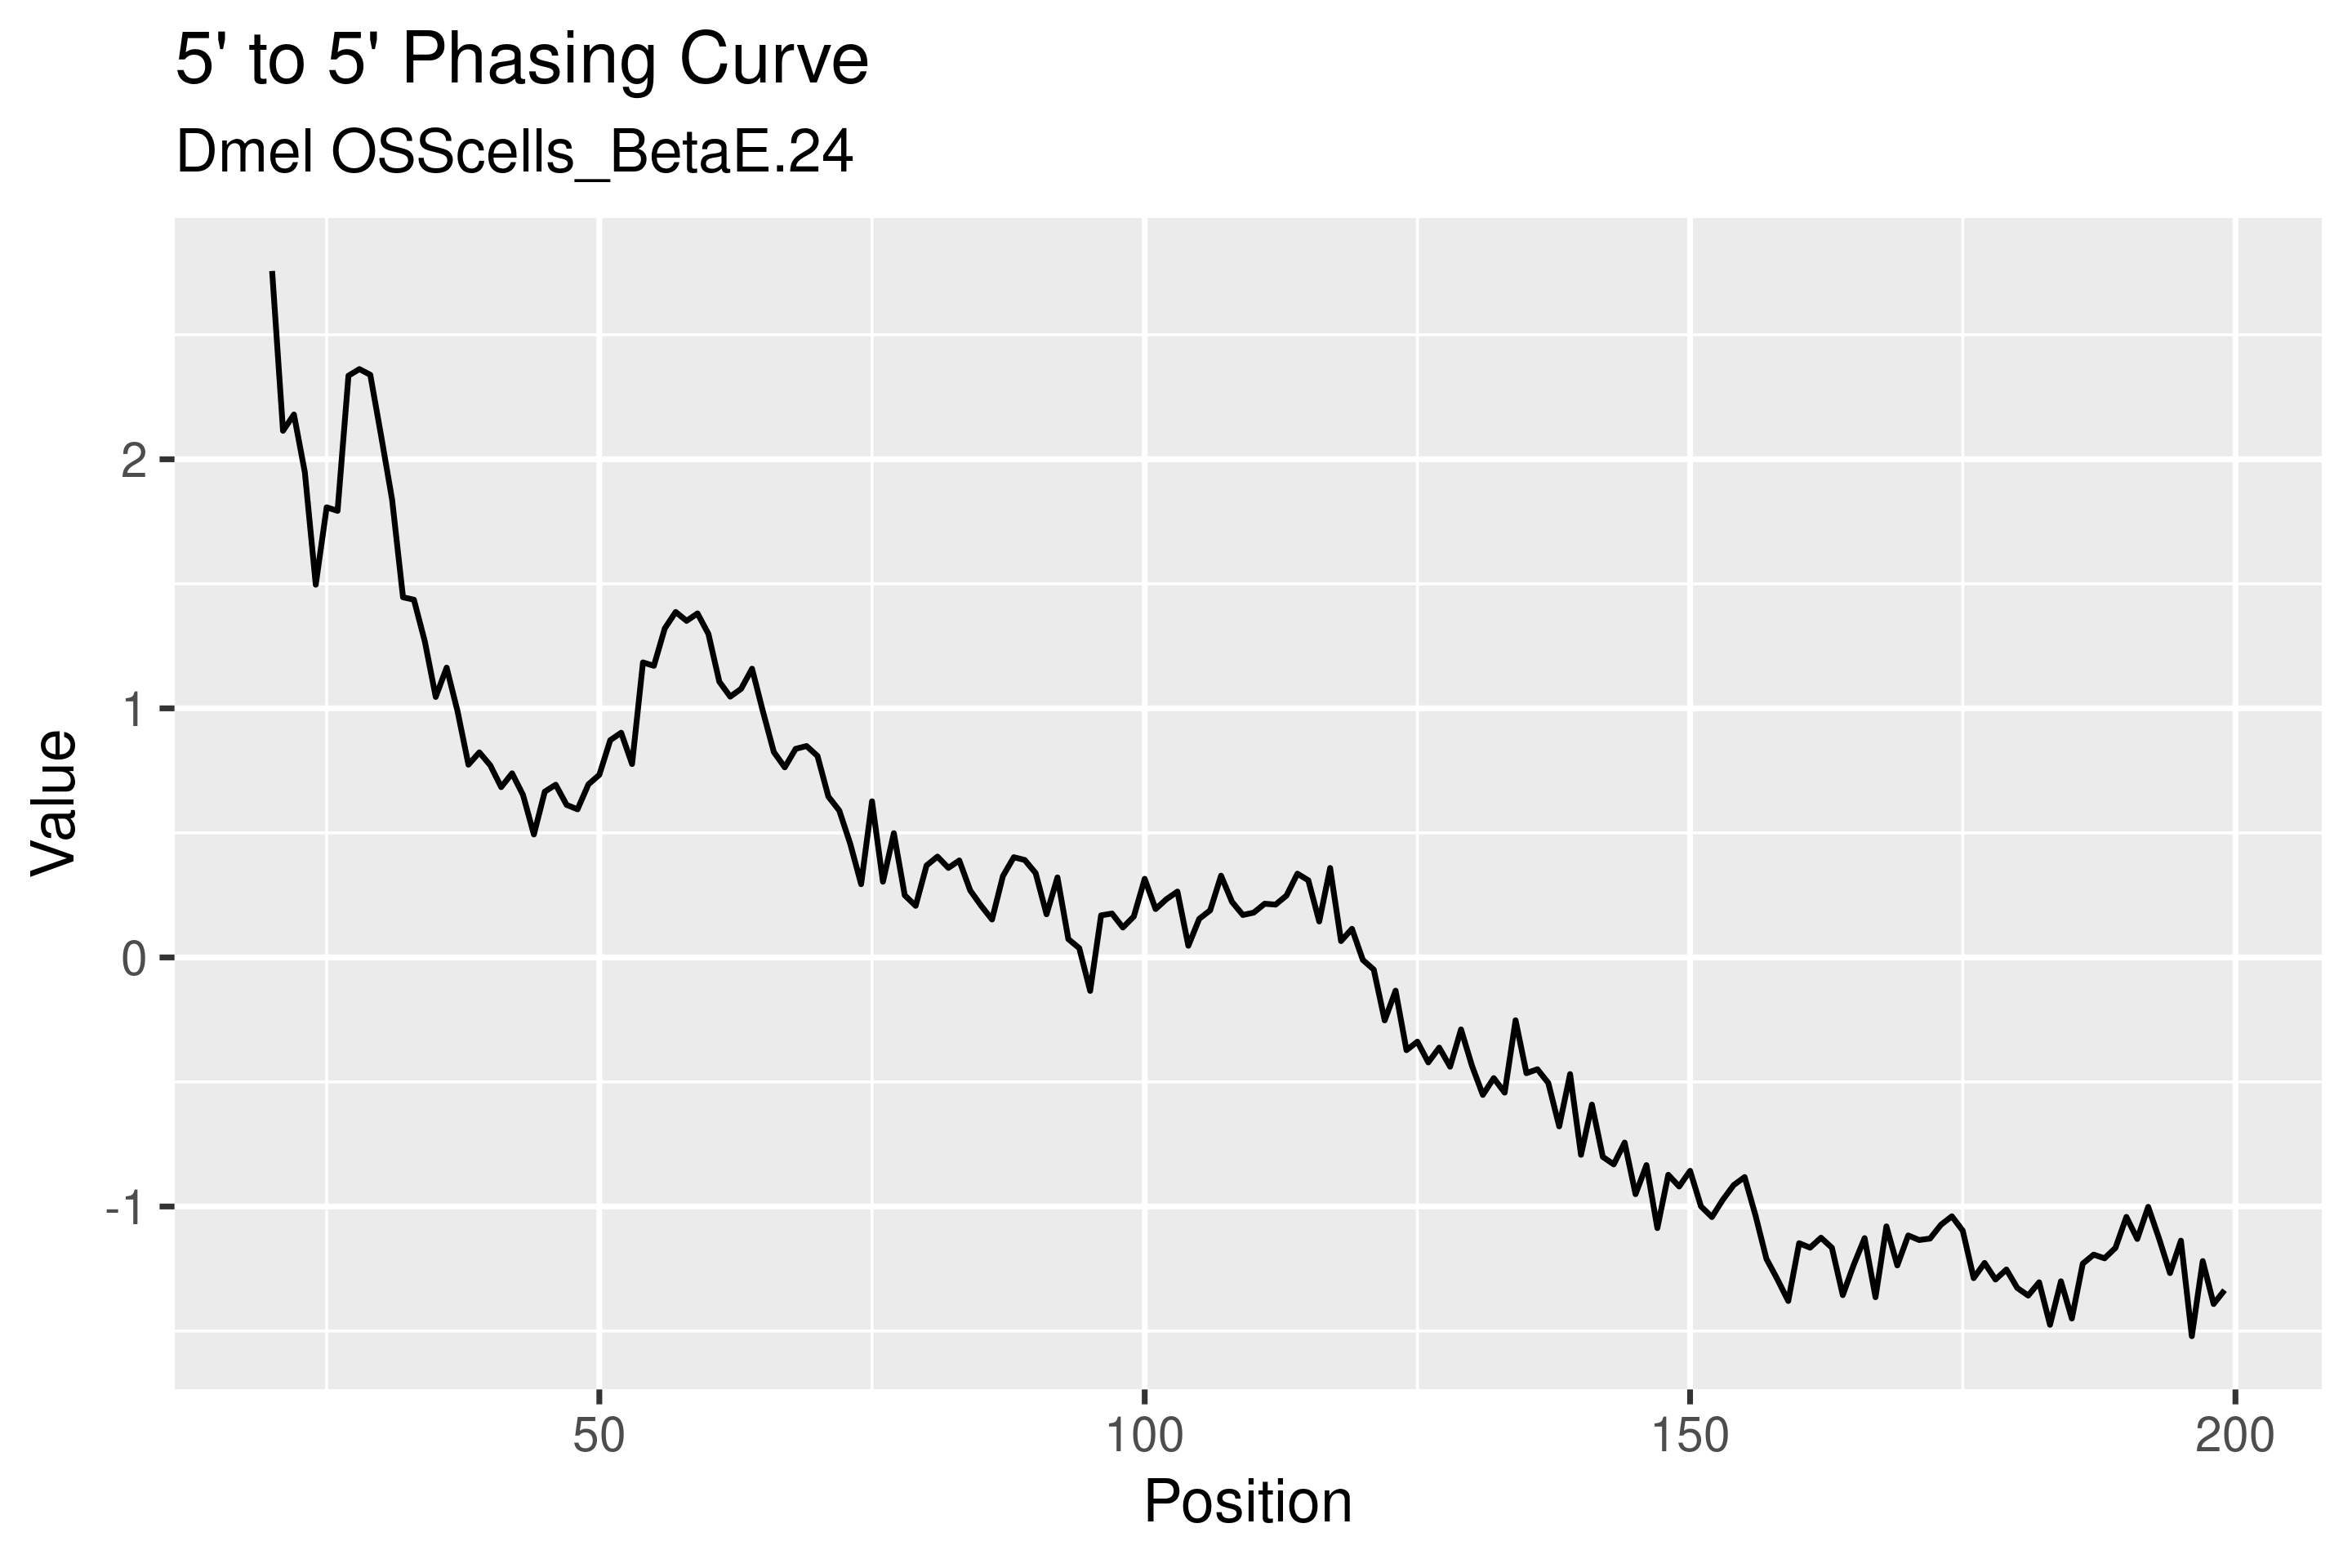 5' to 5' Phasing Curve
Dmel OSScells_BetaE.24
2
1
0
-1
Value
50 100 150 200
Position